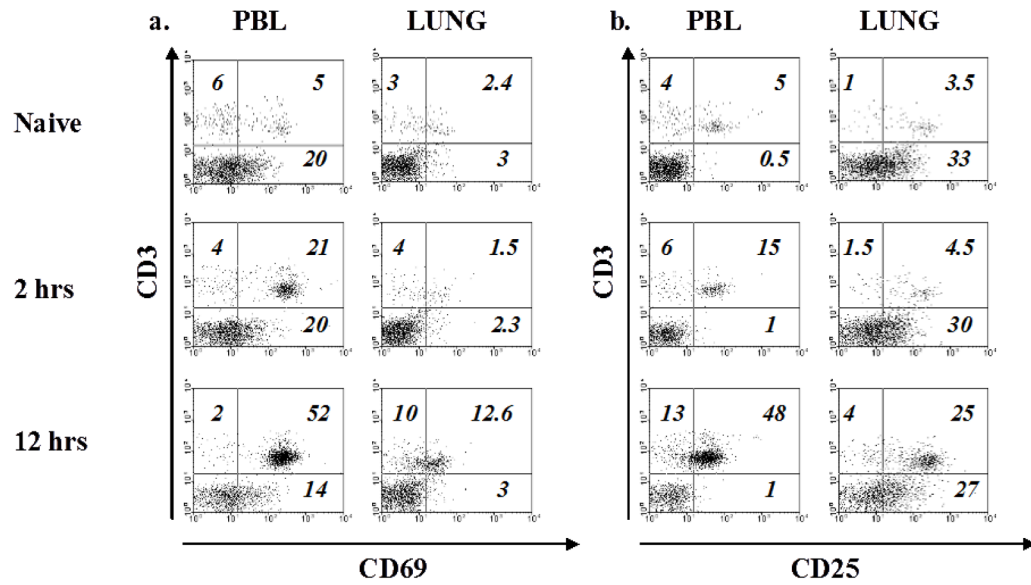 a. PBL LUNG b. PBL LUNG
Naive
6 5 3 2.4 4 5 1 3.5
20 3 0.5 33
2 hrs
4 21 4 1.5 6 15 1.5 4.5
20 2.3 1 30
12 hrs
2 52 10 12.6 13 48 4 25
14 3 1 27
CD3 CD3
CD69 CD25